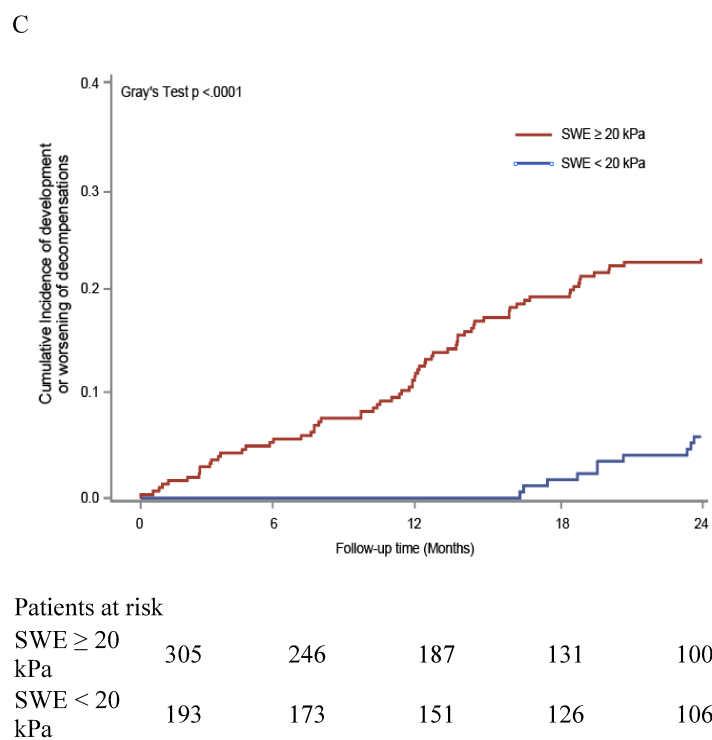 C
0.4
Gray's Test p <.0001
SWE ≥ 20 kPa
SWE < 20 kPa
0.3
0.2
0.1
0.0
Cumulative Incidence of development
or worsening of decompensations
0 6 12 18 24
Follow-up time (Months)
Patients at risk
SWE ≥ 20
kPa
305 246 187 131 100
SWE < 20
kPa
193 173 151 126 106